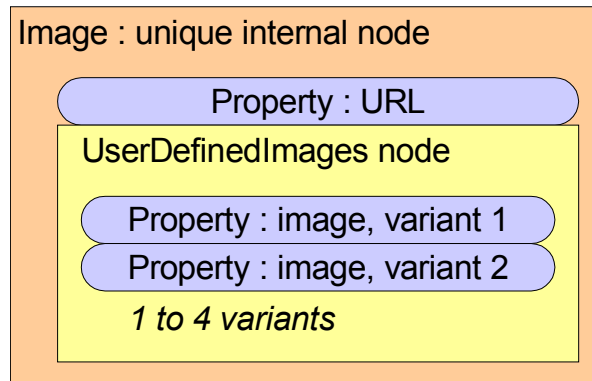 Image : unique internal node
Property : URL
UserDefinedImages node
Property : image, variant 1
Property : image, variant 2
1 to 4 variants